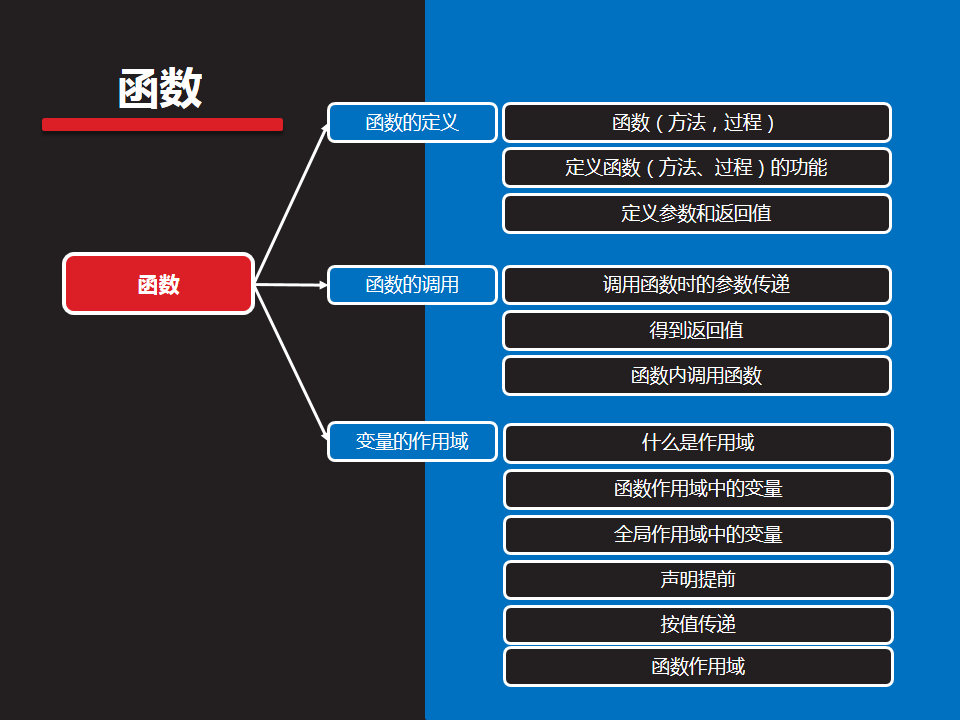 函数
函数
函数的定义
函数（方法，过程）
定义函数（方法、过程）的功能
定义参数和返回值
函数的调用
调用函数时的参数传递
得到返回值
函数内调用函数
变量的作用域
什么是作用域
函数作用域中的变量
全局作用域中的变量
声明提前
按值传递
函数作用域